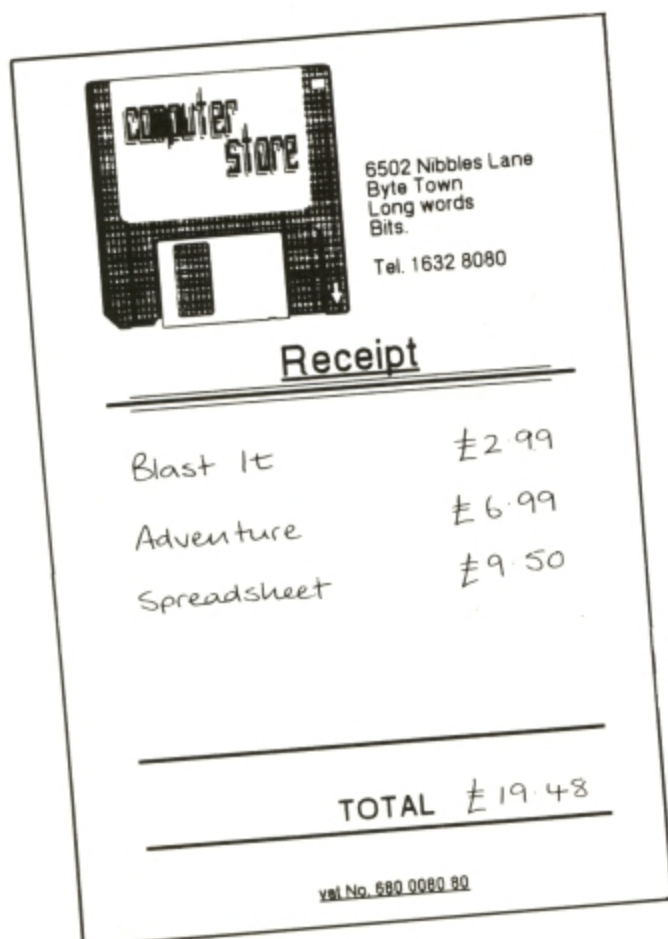 computer
store
6502 Nibbles Lane
Byte Town
Long words
Bits.
Tel. 1632 8080
Receipt
Blast It £2.99
Adventure £6.99
Spreadsheet £9.50
TOTAL £19.48
vat No. 680 0080 80